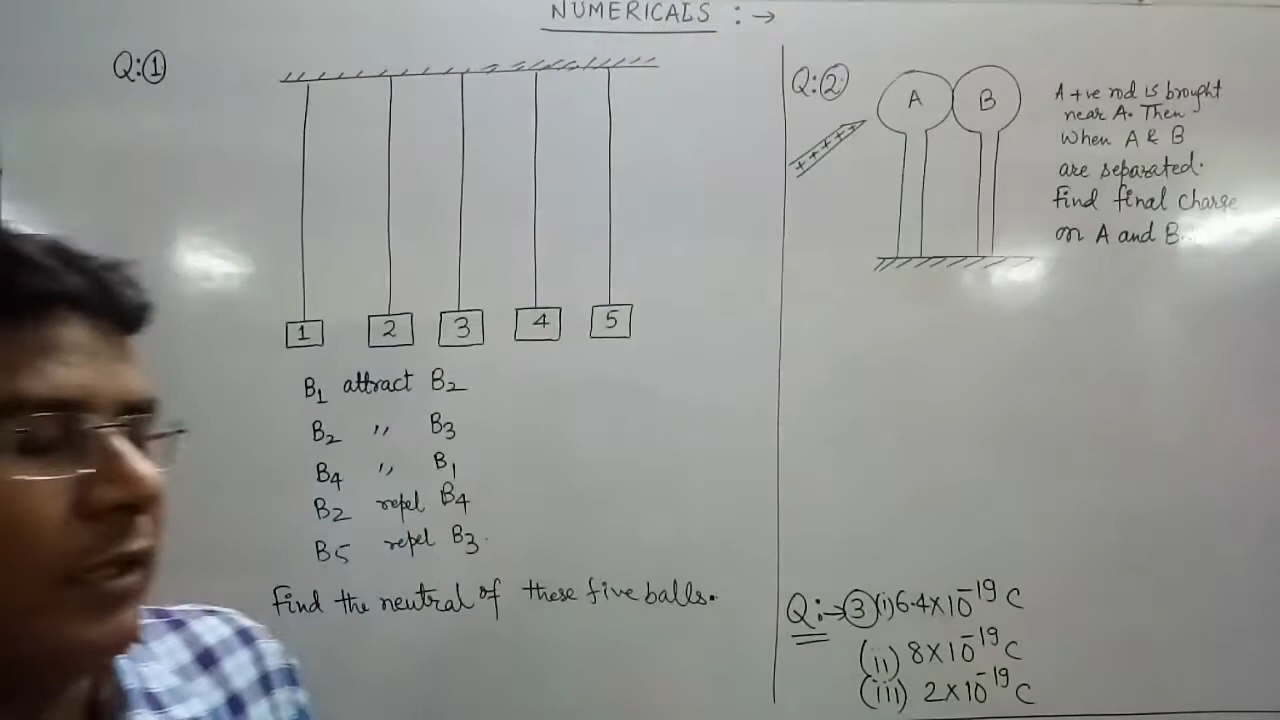 NUMERICALS : →
Q:①
1 2 3 4 5
B₁ attract B₂
B₂ 〃 B₃
B₄ 〃 B₁
B₂ repel B₄
B₅ repel B₃.
Find the neutral of these five balls.
Q:②
A B
+++++
A +ve rod is brought
near A. Then
when A & B
are separated.
Find final charge
on A and B..
Q:→③(i) 6.4×10⁻¹⁹ C
(ii) 8×10⁻¹⁹ C
(iii) 2×10⁻¹⁹ C